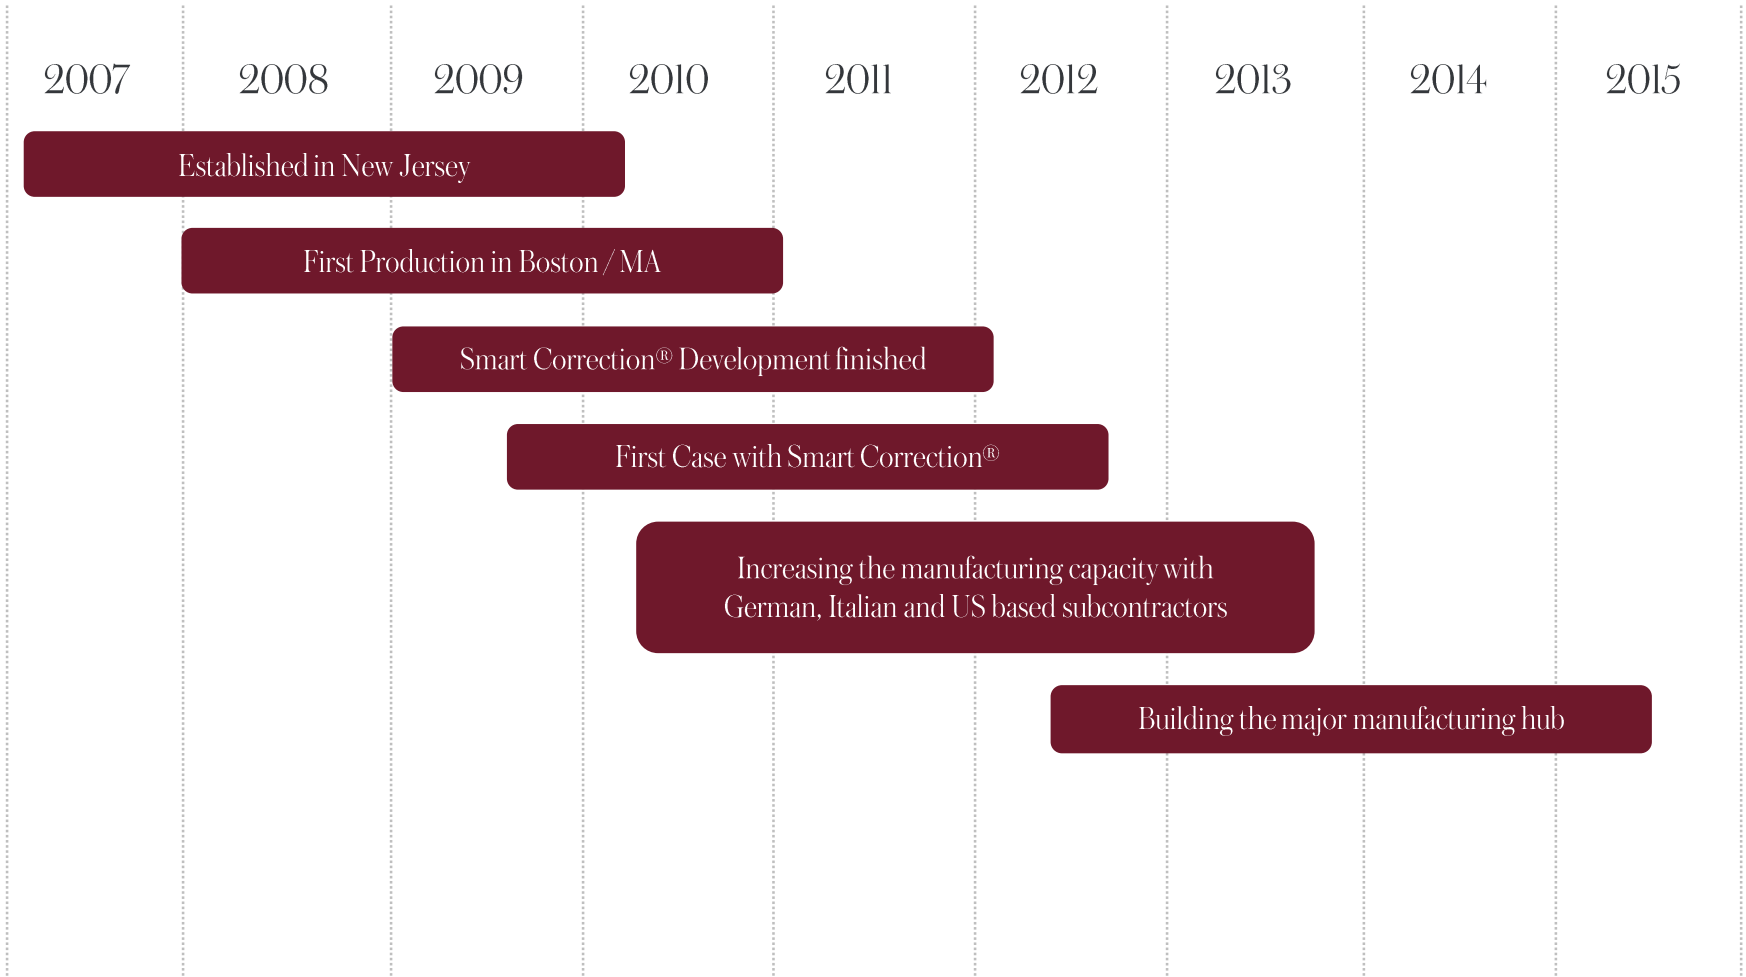 2007 2008 2009 2010 2011 2012 2013 2014 2015
Established in New Jersey
First Production in Boston / MA
Smart Correction® Development finished
First Case with Smart Correction®
Increasing the manufacturing capacity with
German, Italian and US based subcontractors
Building the major manufacturing hub